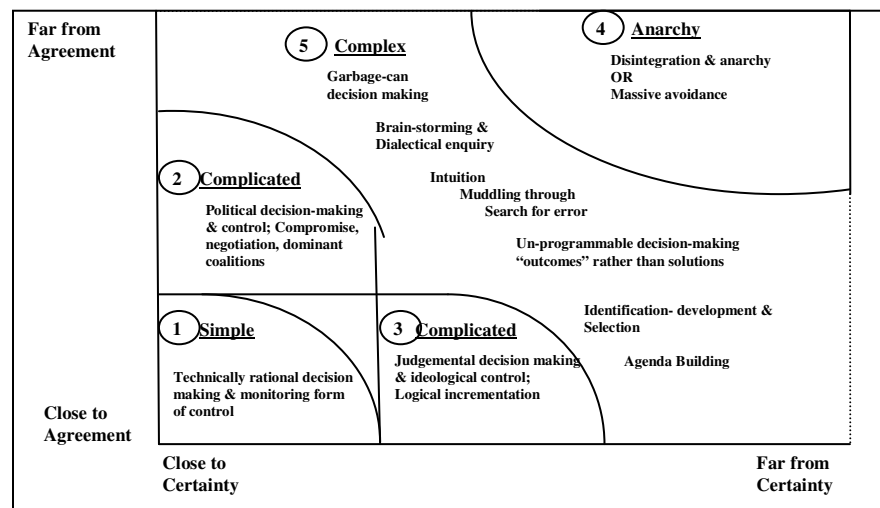 Far from
Agreement
5 Complex
Garbage-can
decision making
Brain-storming &
Dialectical enquiry
Intuition
Muddling through
Search for error
Un-programmable decision-making
“outcomes” rather than solutions
Identification- development &
Selection
Agenda Building
4 Anarchy
Disintegration & anarchy
OR
Massive avoidance
2 Complicated
Political decision-making
& control; Compromise,
negotiation, dominant
coalitions
1 Simple
Technically rational decision
making & monitoring form
of control
3 Complicated
Judgemental decision making
& ideological control;
Logical incrementation
Close to
Agreement
Close to
Certainty
Far from
Certainty